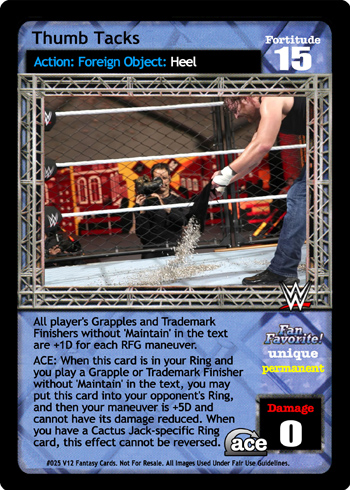 Thumb Tacks
Fortitude
15
Action: Foreign Object: Heel
W
All player's Grapples and Trademark
Finishers without 'Maintain' in the text
are +1D for each RFG maneuver.
ACE: When this card is in your Ring and
you play a Grapple or Trademark Finisher
without 'Maintain' in the text, you may
put this card into your opponent's Ring,
and then your maneuver is +5D and
cannot have its damage reduced. When
you have a Cactus Jack-specific Ring
card, this effect cannot be reversed.
Fan
Favorite!
unique
permanent
Damage
0
ace
#025 V12 Fantasy Cards. Not For Resale. All Images Used Under Fair Use Guidelines.